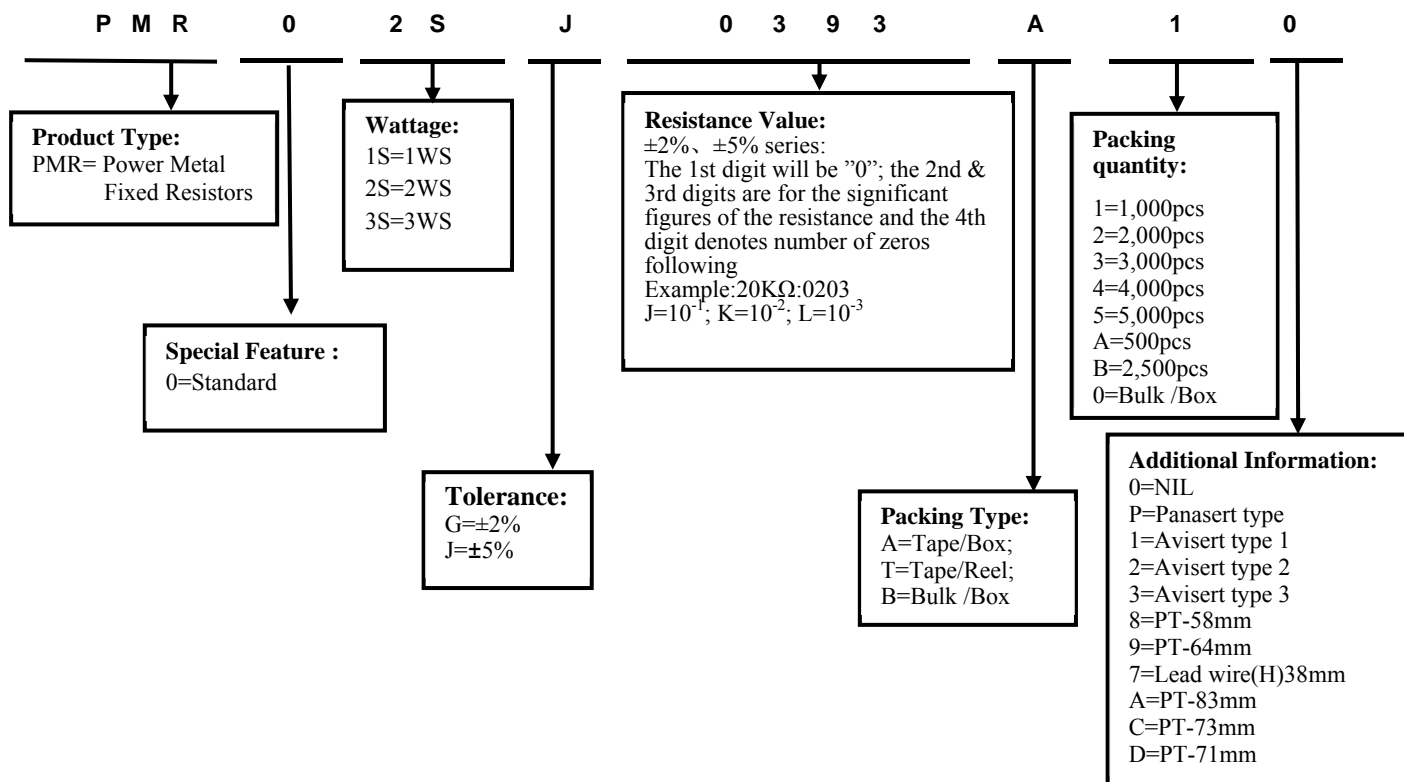 P M R 0 2 S J 0 3 9 3 A 1 0
Product Type:
PMR= Power Metal
Fixed Resistors
Wattage:
1S=1WS
2S=2WS
3S=3WS
Resistance Value:
±2%、±5% series:
The 1st digit will be ”0”; the 2nd &
3rd digits are for the significant
figures of the resistance and the 4th
digit denotes number of zeros
following
Example:20KΩ:0203
J=10⁻¹; K=10⁻²; L=10⁻³
Packing
quantity:
1=1,000pcs
2=2,000pcs
3=3,000pcs
4=4,000pcs
5=5,000pcs
A=500pcs
B=2,500pcs
0=Bulk /Box
Special Feature :
0=Standard
Tolerance:
G=±2%
J=±5%
Packing Type:
A=Tape/Box;
T=Tape/Reel;
B=Bulk /Box
Additional Information:
0=NIL
P=Panasert type
1=Avisert type 1
2=Avisert type 2
3=Avisert type 3
8=PT-58mm
9=PT-64mm
7=Lead wire(H)38mm
A=PT-83mm
C=PT-73mm
D=PT-71mm